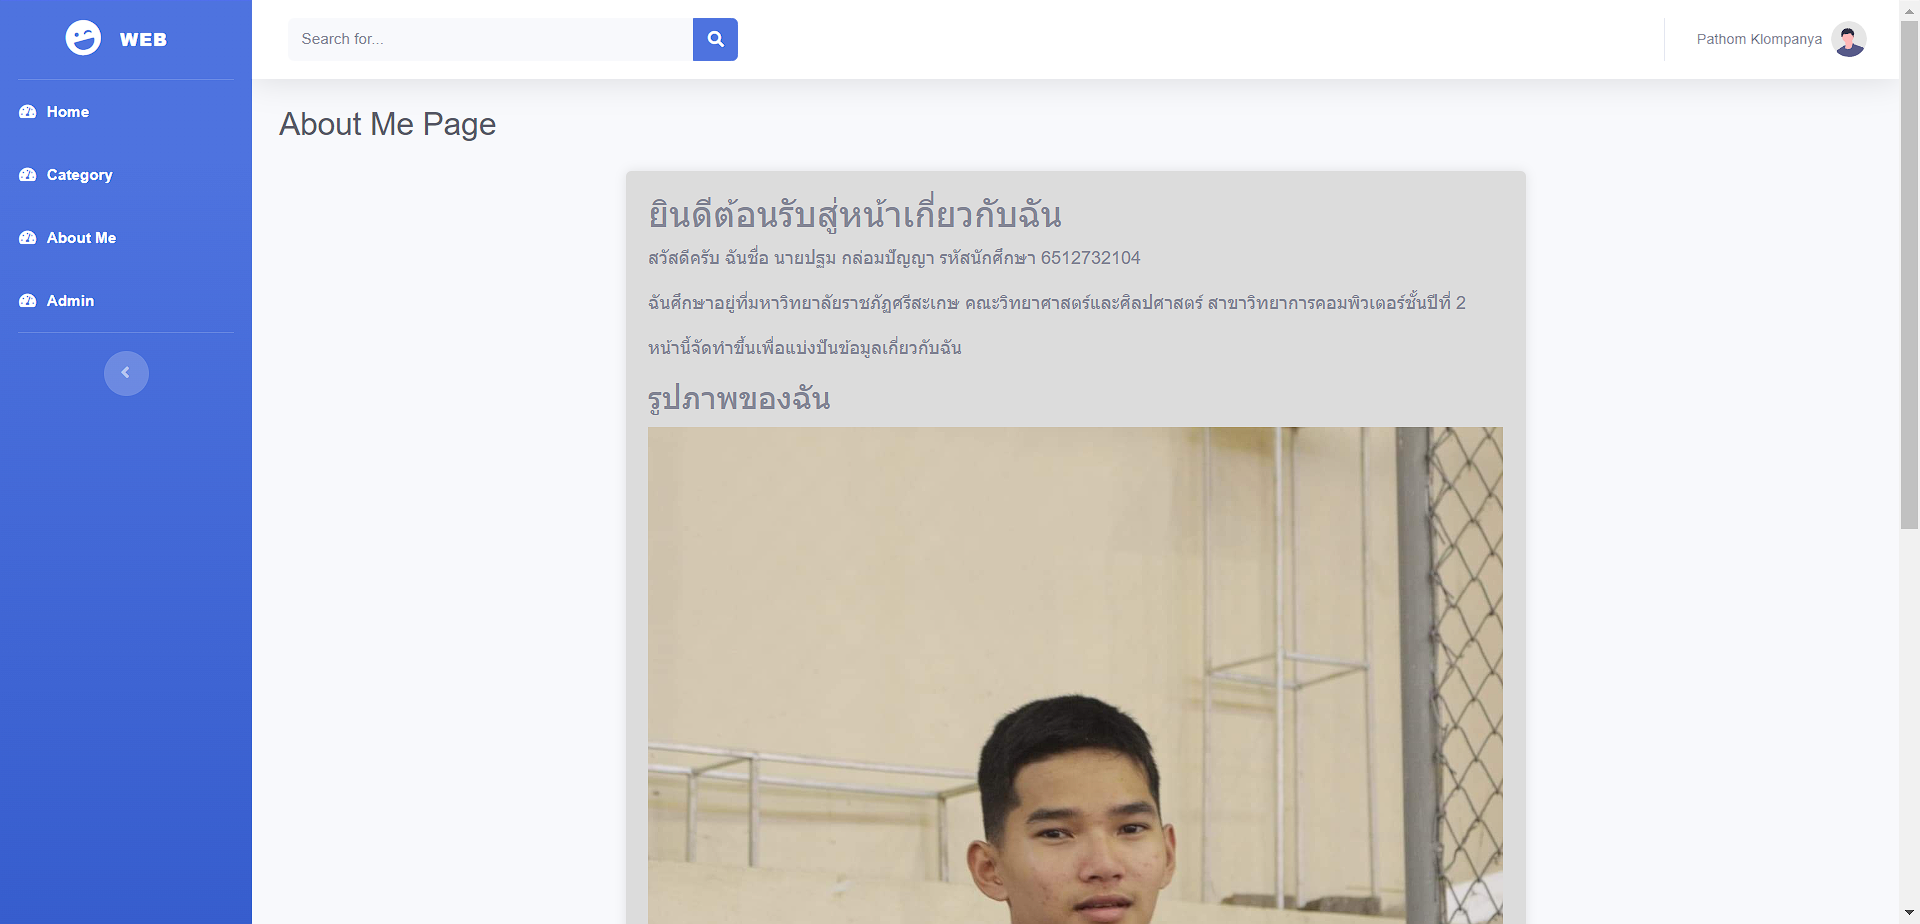 WEB
Search for...
Pathom Klompanya
Home
Category
About Me
Admin
About Me Page
ยินดีต้อนรับสู่หน้าเกี่ยวกับฉัน
สวัสดีครับ ฉันชื่อ นายปฐม กล่อมปัญญา รหัสนักศึกษา 6512732104
ฉันศึกษาอยู่ที่มหาวิทยาลัยราชภัฏศรีสะเกษ คณะวิทยาศาสตร์และศิลปศาสตร์ สาขาวิทยาการคอมพิวเตอร์ชั้นปีที่ 2
หน้านี้จัดทำขึ้นเพื่อแบ่งปันข้อมูลเกี่ยวกับฉัน
รูปภาพของฉัน